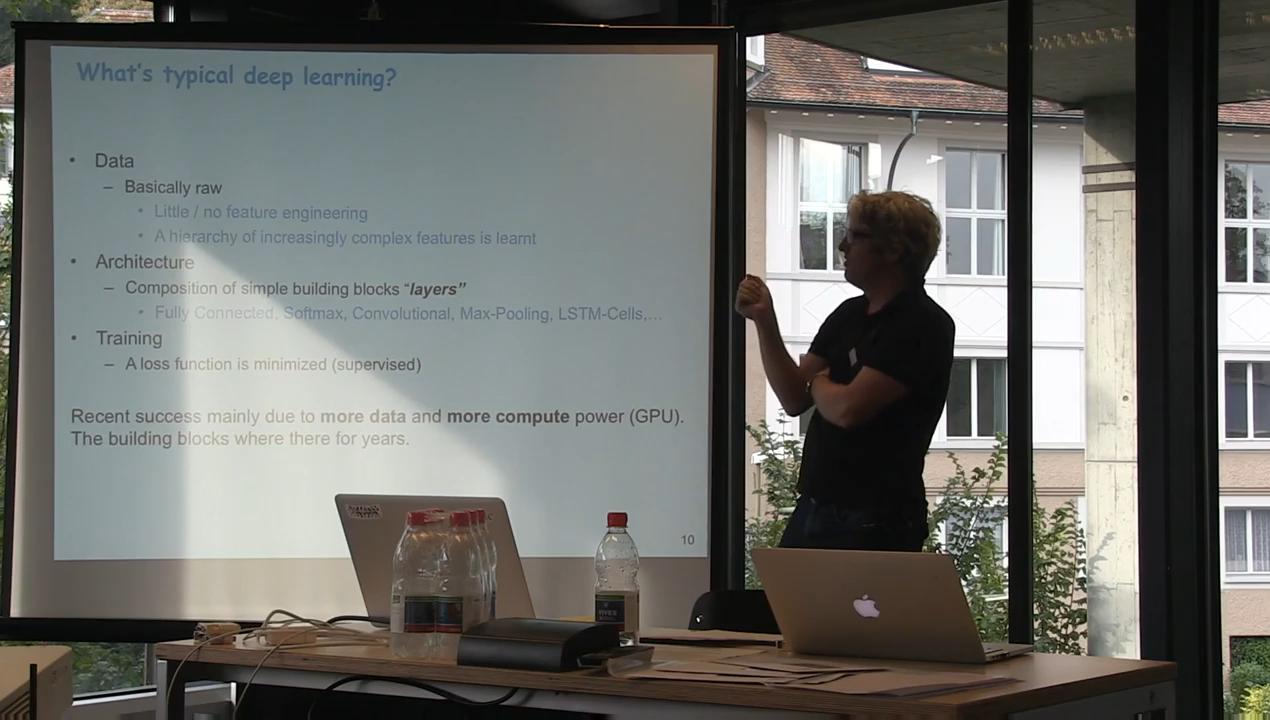 What's typical deep learning?
• Data
– Basically raw
• Little / no feature engineering
• A hierarchy of increasingly complex features is learnt
• Architecture
– Composition of simple building blocks "layers"
• Fully Connected, Softmax, Convolutional, Max-Pooling, LSTM-Cells,…
• Training
– A loss function is minimized (supervised)
Recent success mainly due to more data and more compute power (GPU).
The building blocks where there for years.
10